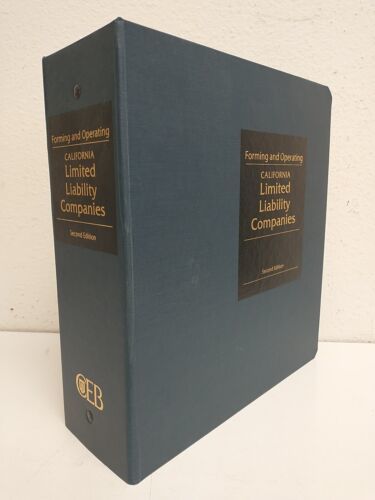 Forming and Operating
CALIFORNIA
Limited
Liability
Companies
Second Edition
CEB
Forming and Operating
CALIFORNIA
Limited
Liability
Companies
Second Edition